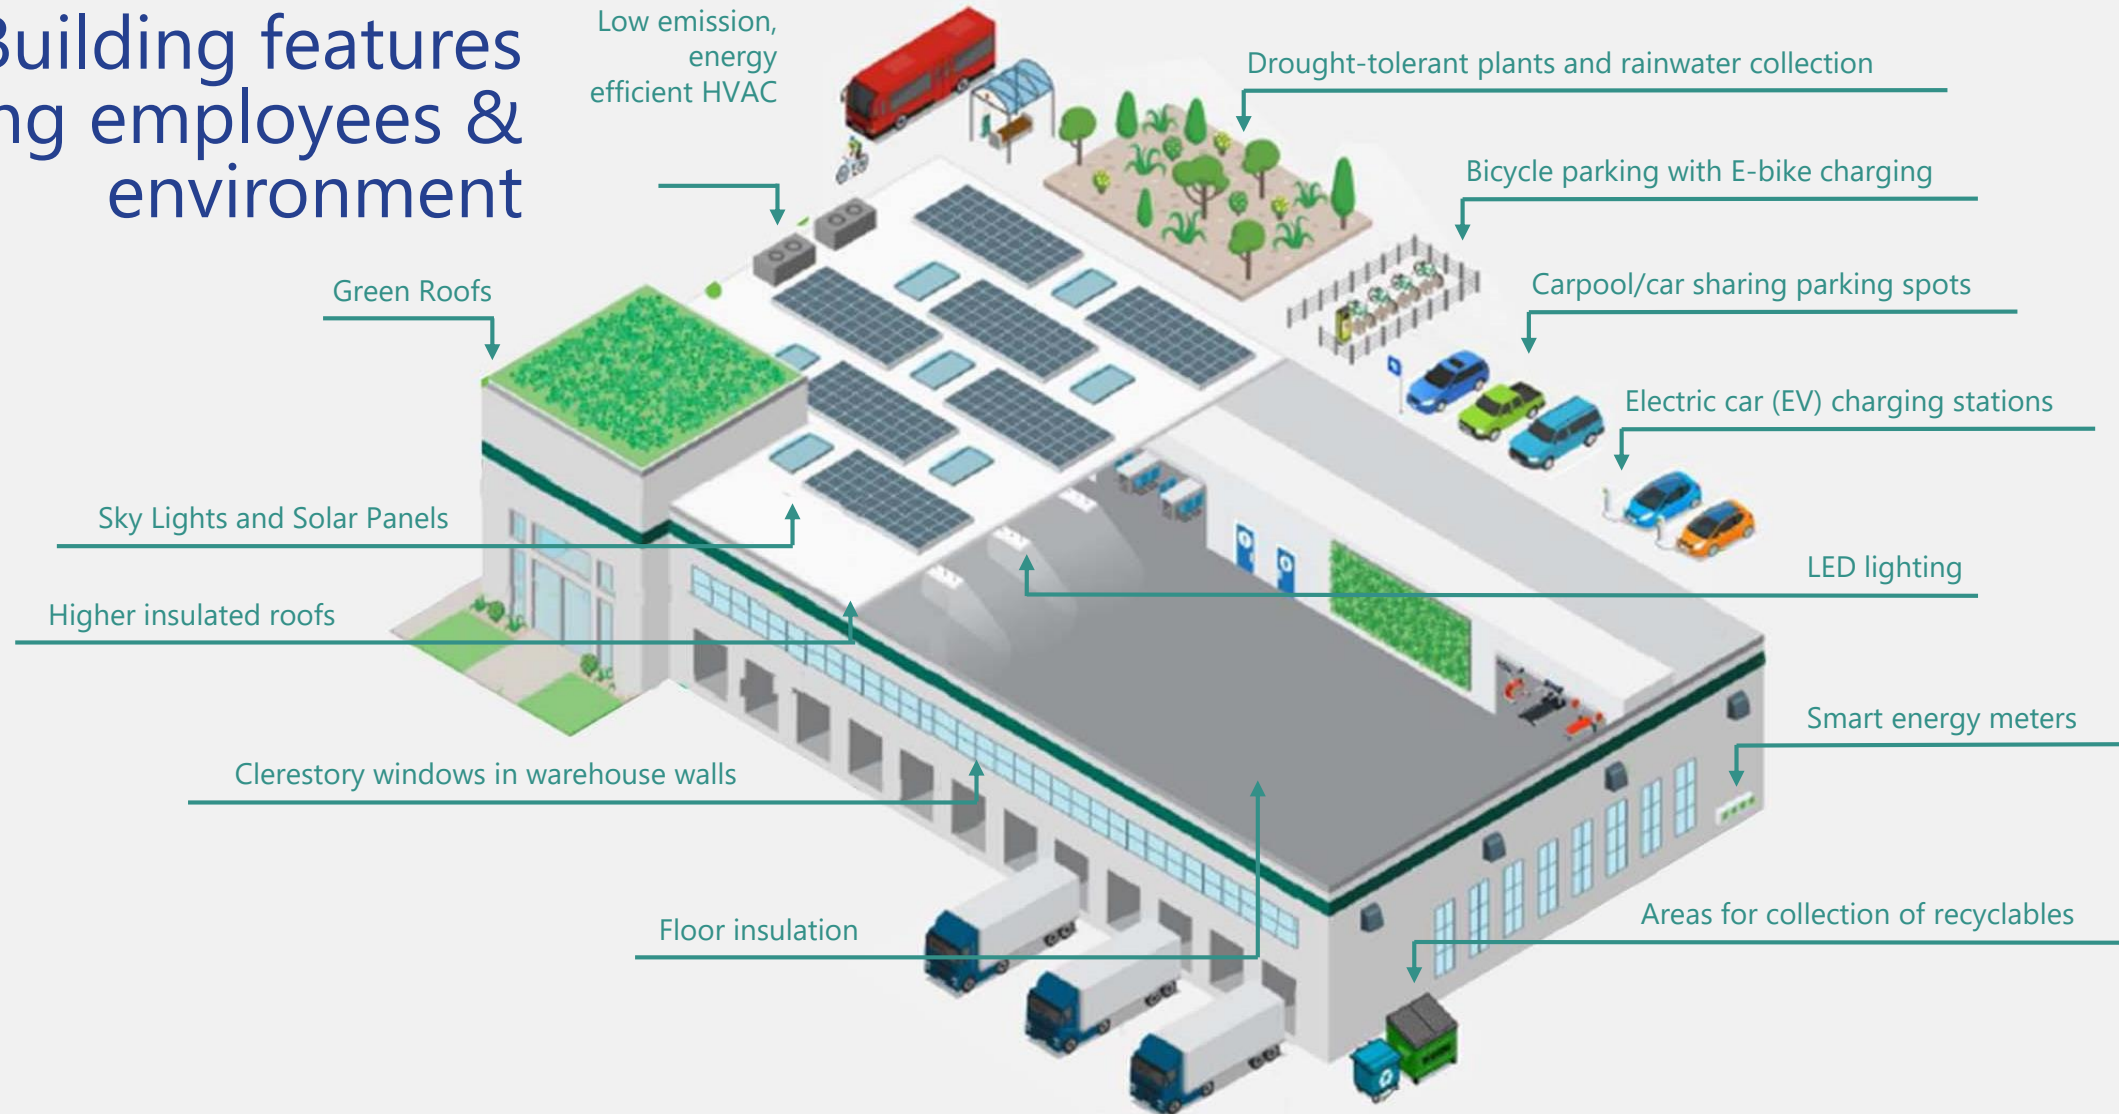 Building features
employees &
environment
Low emission,
energy
efficient HVAC
Drought-tolerant plants and rainwater collection
Bicycle parking with E-bike charging
Green Roofs
Carpool/car sharing parking spots
Electric car (EV) charging stations
Sky Lights and Solar Panels
LED lighting
Higher insulated roofs
Smart energy meters
Clerestory windows in warehouse walls
Areas for collection of recyclables
Floor insulation